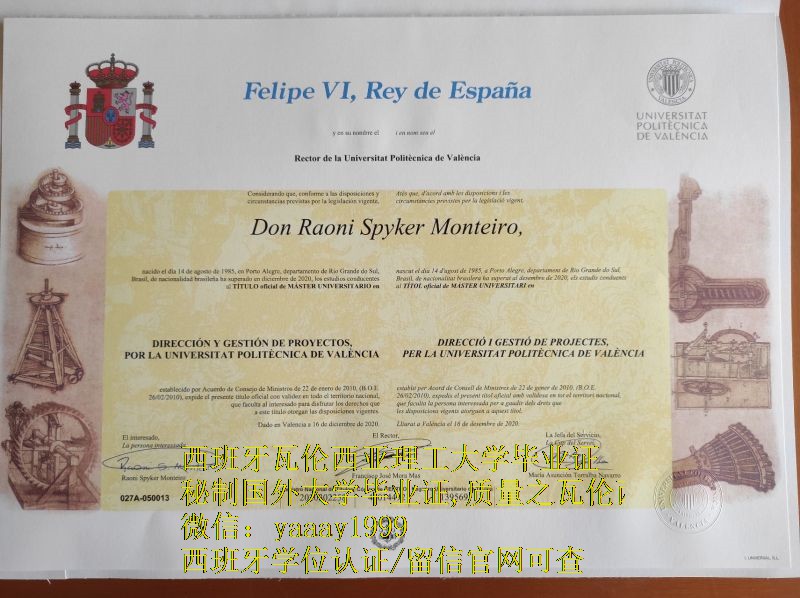 Felipe VI, Rey de España
UNIVERSITAT
POLITÈCNICA
DE VALÈNCIA
y en su nombre el
i en nom seu el
Rector de la Universitat Politècnica de València
Considerando que, conforme a las disposiciones y
circunstancias previstas por la legislación vigente,
Atés que, d'acord amb les disposicions i les
circumstàncies previstes per la legislació vigent,
Don Raoni Spyker Monteiro,
nacido el día 14 de agosto de 1985, en Porto Alegre, departamento de Rio Grande do Sul,
Brasil, de nacionalidad brasileña ha superado en diciembre de 2020, los estudios conducentes
al TÍTULO oficial de MÁSTER UNIVERSITARIO en
nascut el dia 14 d'agost de 1985, a Porto Alegre, departament de Rio Grande do Sul,
Brasil, de nacionalitat brasilera ha superat al desembre de 2020, els estudis conduents
al TÍTOL oficial de MÀSTER UNIVERSITARI en
DIRECCIÓN Y GESTIÓN DE PROYECTOS,
POR LA UNIVERSITAT POLITÈCNICA DE VALÈNCIA
DIRECCIÓ I GESTIÓ DE PROJECTES,
PER LA UNIVERSITAT POLITÈCNICA DE VALÈNCIA
establecido por Acuerdo de Consejo de Ministros de 22 de enero de 2010, (B.O.E.
26/02/2010), expide el presente título oficial con validez en todo el territorio nacional,
que faculta al interesado para disfrutar los derechos que
a este título otorgan las disposiciones vigentes.
establit per Acord de Consell de Ministres de 22 de gener de 2010, (B.O.E.
26/02/2010), expedix el present títol oficial amb validesa en tot el territori nacional,
que faculta la persona interessada per a gaudir dels drets que
les disposicions vigents atorguen a aquest títol.
Dado en Valencia a 16 de diciembre de 2020
Lliurat a València el 16 de desembre de 2020
El interesado,
La persona interessada
El Rector,
La Jefa del Servicio,
La Cap del Servei
Raoni Spyker Monteiro
Francisco José Mora Mas
María Asunción Turralba Navarro
027A-050013
西班牙瓦伦西亚理工大学毕业证
秘制国外大学毕业证,质量之瓦伦
微信：yaaay1999
西班牙学位认证/留信官网可查